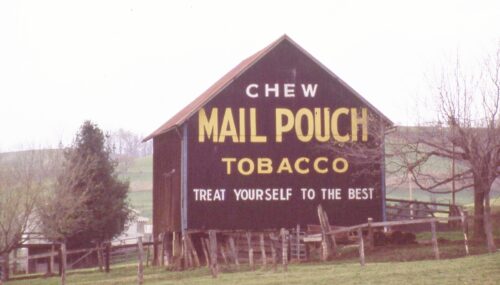 CHEW
MAIL POUCH
TOBACCO
TREAT YOURSELF TO THE BEST